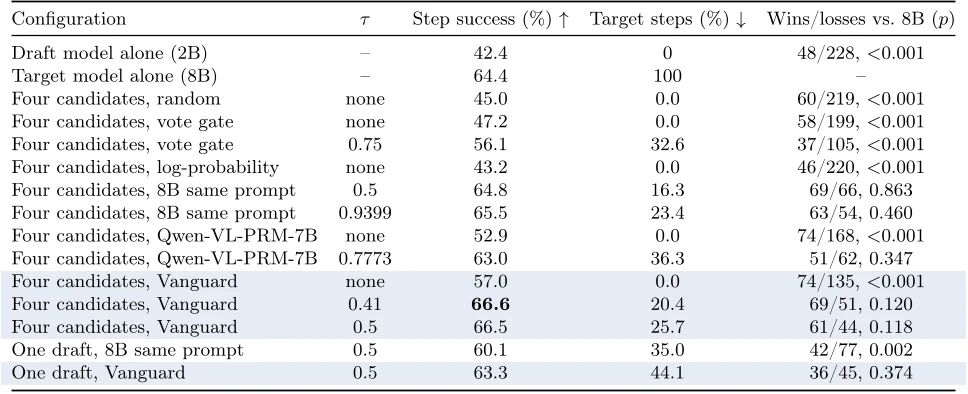 Configuration τ Step success (%) ↑ Target steps (%) ↓ Wins/losses vs. 8B (p)
Draft model alone (2B) – 42.4 0 48/228, <0.001
Target model alone (8B) – 64.4 100 –
Four candidates, random none 45.0 0.0 60/219, <0.001
Four candidates, vote gate none 47.2 0.0 58/199, <0.001
Four candidates, vote gate 0.75 56.1 32.6 37/105, <0.001
Four candidates, log-probability none 43.2 0.0 46/220, <0.001
Four candidates, 8B same prompt 0.5 64.8 16.3 69/66, 0.863
Four candidates, 8B same prompt 0.9399 65.5 23.4 63/54, 0.460
Four candidates, Qwen-VL-PRM-7B none 52.9 0.0 74/168, <0.001
Four candidates, Qwen-VL-PRM-7B 0.7773 63.0 36.3 51/62, 0.347
Four candidates, Vanguard none 57.0 0.0 74/135, <0.001
Four candidates, Vanguard 0.41 66.6 20.4 69/51, 0.120
Four candidates, Vanguard 0.5 66.5 25.7 61/44, 0.118
One draft, 8B same prompt 0.5 60.1 35.0 42/77, 0.002
One draft, Vanguard 0.5 63.3 44.1 36/45, 0.374